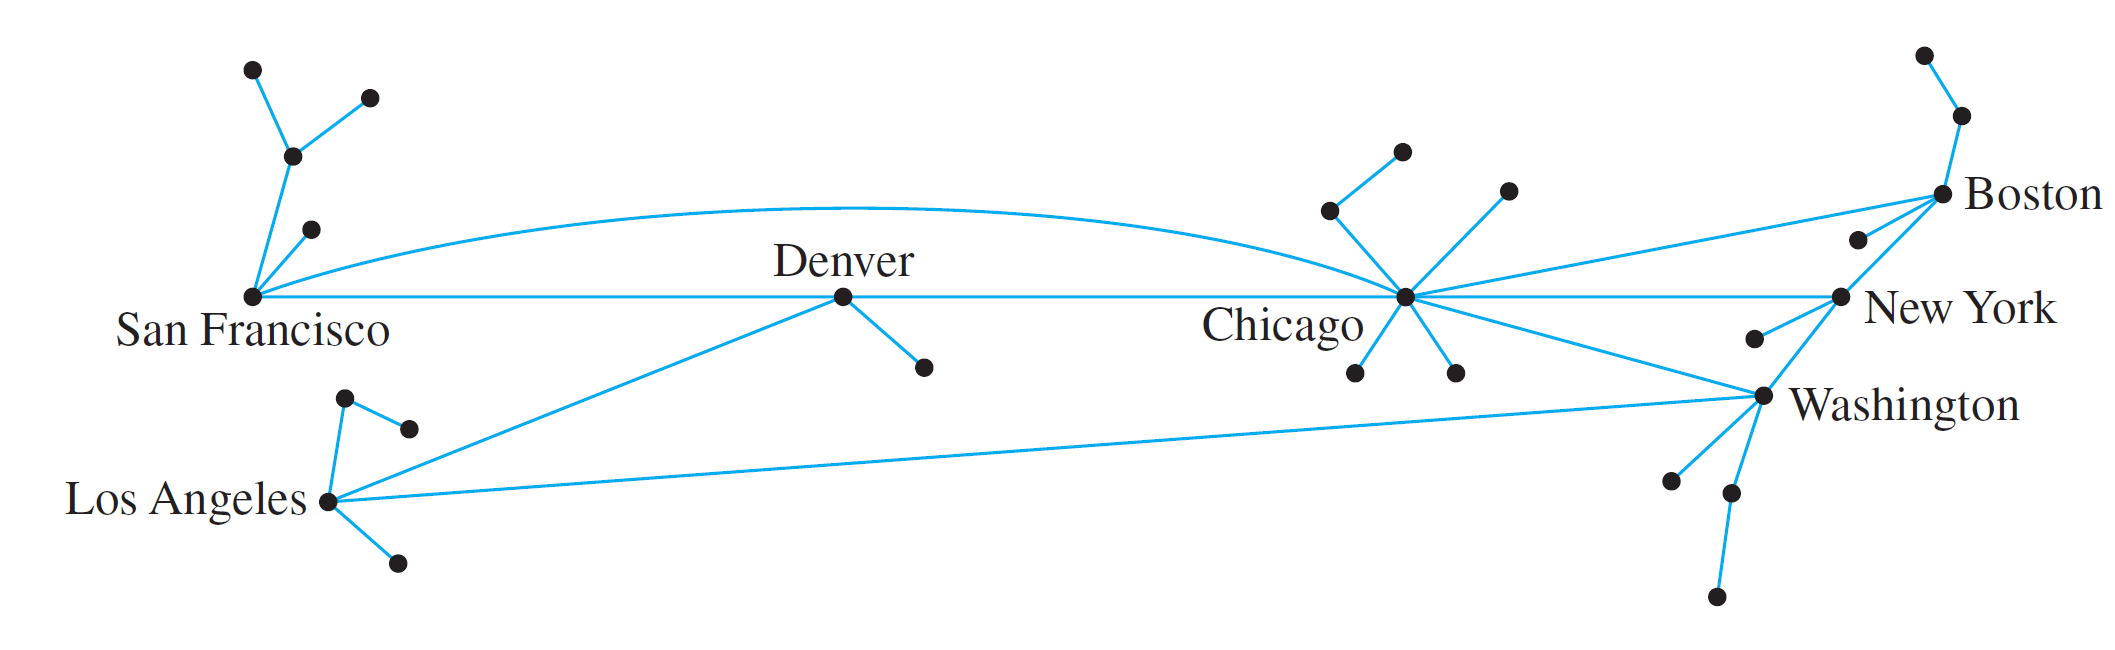 Boston
Denver
New York
Chicago
San Francisco
Washington
Los Angeles